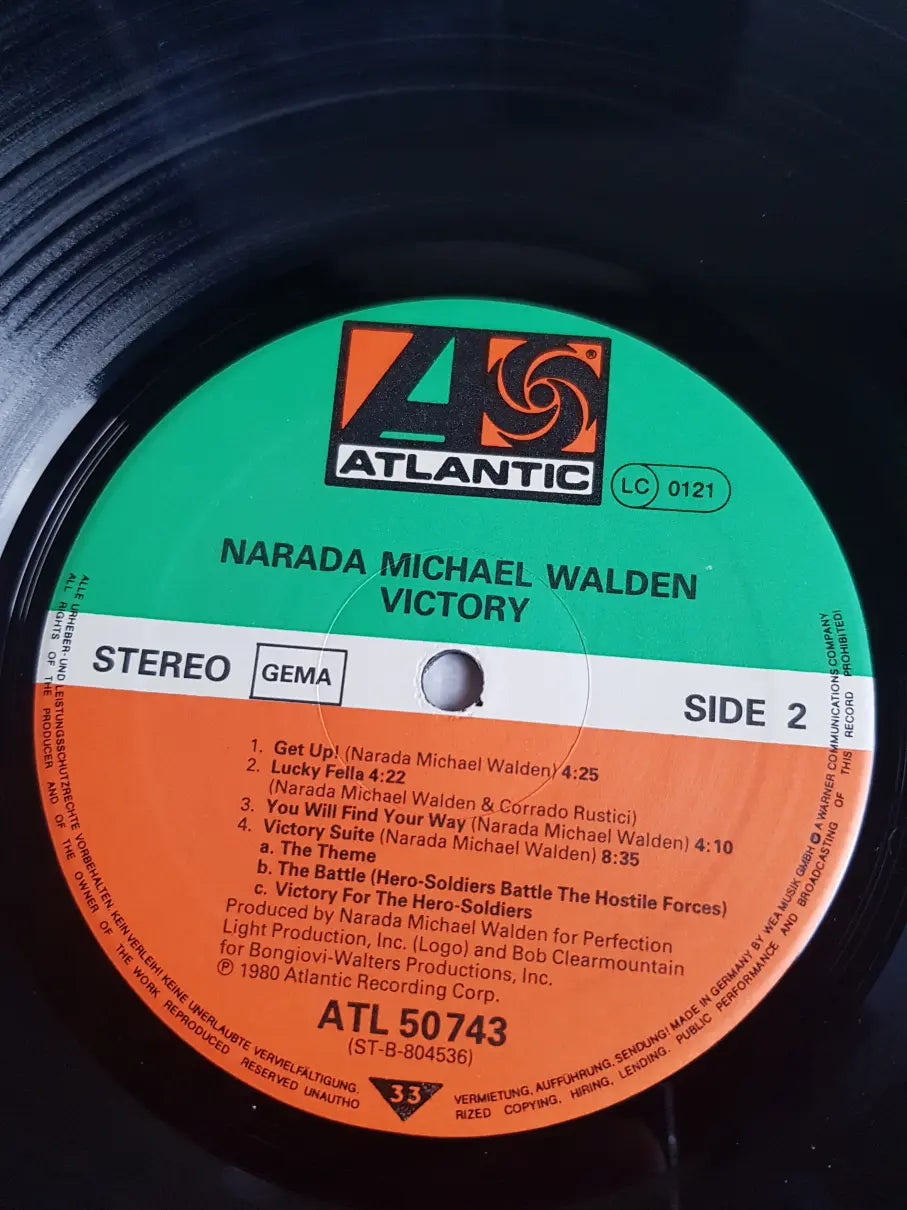 ATLANTIC
®
LC 0121
NARADA MICHAEL WALDEN
VICTORY
STEREO GEMA SIDE 2
1. Get Up! (Narada Michael Walden) 4:25
2. Lucky Fella 4:22
(Narada Michael Walden & Corrado Rustici)
3. You Will Find Your Way (Narada Michael Walden) 4:10
4. Victory Suite (Narada Michael Walden) 8:35
a. The Theme
b. The Battle (Hero-Soldiers Battle The Hostile Forces)
c. Victory For The Hero-Soldiers
Produced by Narada Michael Walden for Perfection
Light Production, Inc. (Logo) and Bob Clearmountain
for Bongiovi-Walters Productions, Inc.
℗ 1980 Atlantic Recording Corp.
ATL 50743
(ST-B-804536)
33
ALLE URHEBER- UND LEISTUNGSSCHUTZRECHTE VORBEHALTEN. KEIN VERLEIH! KEINE UNERLAUBTE VERVIELFÄLTIGUNG, VERMIETUNG, AUFFÜHRUNG, SENDUNG! MADE IN GERMANY BY WEA MUSIK GMBH A WARNER COMMUNICATIONS COMPANY
ALL RIGHTS OF THE PRODUCER AND OF THE OWNER OF THE WORK REPRODUCED RESERVED UNAUTHORIZED COPYING, HIRING, LENDING, PUBLIC PERFORMANCE AND BROADCASTING OF THIS RECORD PROHIBITED!